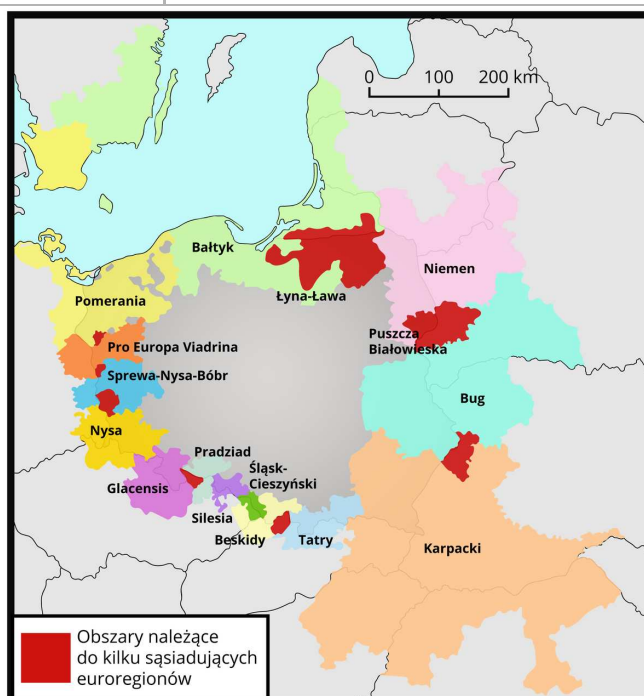 0 100 200 km
Bałtyk
Niemen
Pomerania
Łyna-Ława
Puszcza
Białowieska
Pro Europa Viadrina
Sprewa-Nysa-Bóbr
Bug
Nysa
Pradziad
Śląsk-
Cieszyński
Glacensis
Silesia
Beskidy
Tatry
Karpacki
Obszary należące
do kilku sąsiadujących
euroregionów